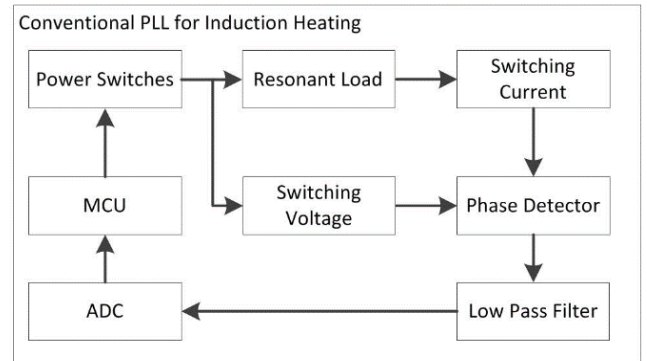 Conventional PLL for Induction Heating
Power Switches
Resonant Load
Switching
Current
MCU
Switching
Voltage
Phase Detector
ADC
Low Pass Filter